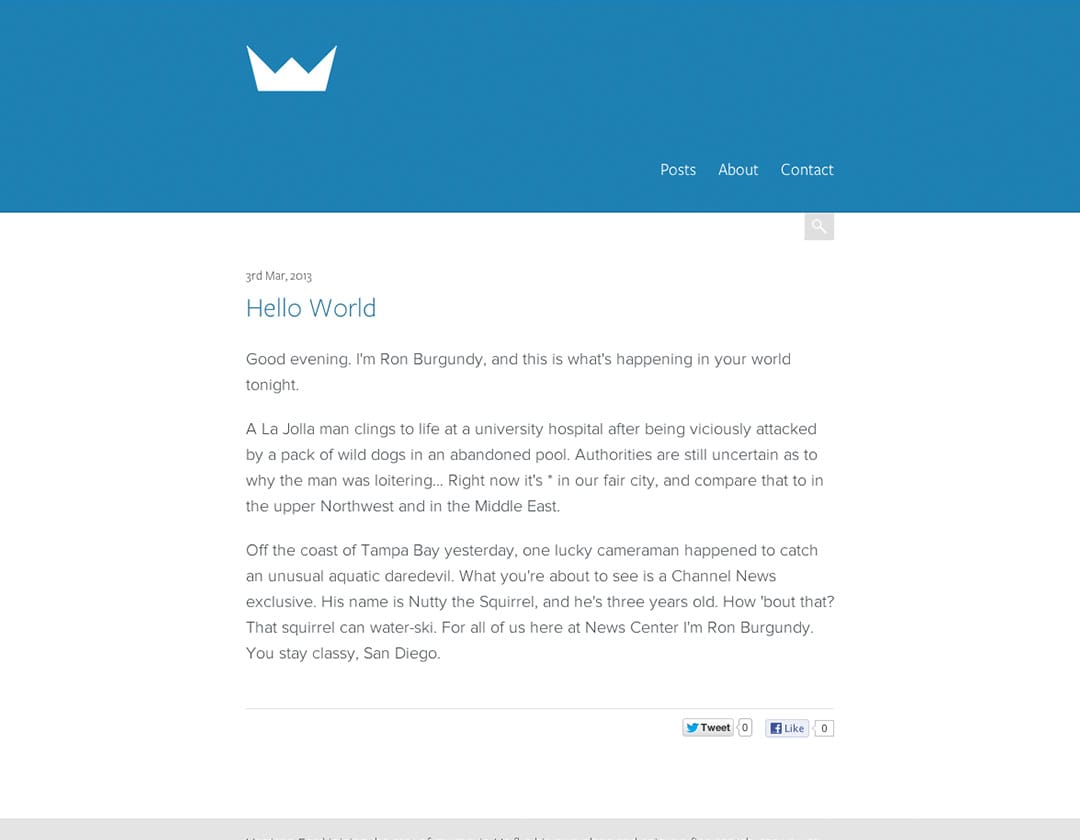 Posts About Contact
3rd Mar, 2013
Hello World
Good evening. I'm Ron Burgundy, and this is what's happening in your world
tonight.
A La Jolla man clings to life at a university hospital after being viciously attacked
by a pack of wild dogs in an abandoned pool. Authorities are still uncertain as to
why the man was loitering... Right now it's * in our fair city, and compare that to in
the upper Northwest and in the Middle East.
Off the coast of Tampa Bay yesterday, one lucky cameraman happened to catch
an unusual aquatic daredevil. What you're about to see is a Channel News
exclusive. His name is Nutty the Squirrel, and he's three years old. How 'bout that?
That squirrel can water-ski. For all of us here at News Center I'm Ron Burgundy.
You stay classy, San Diego.
Tweet 0 Like 0